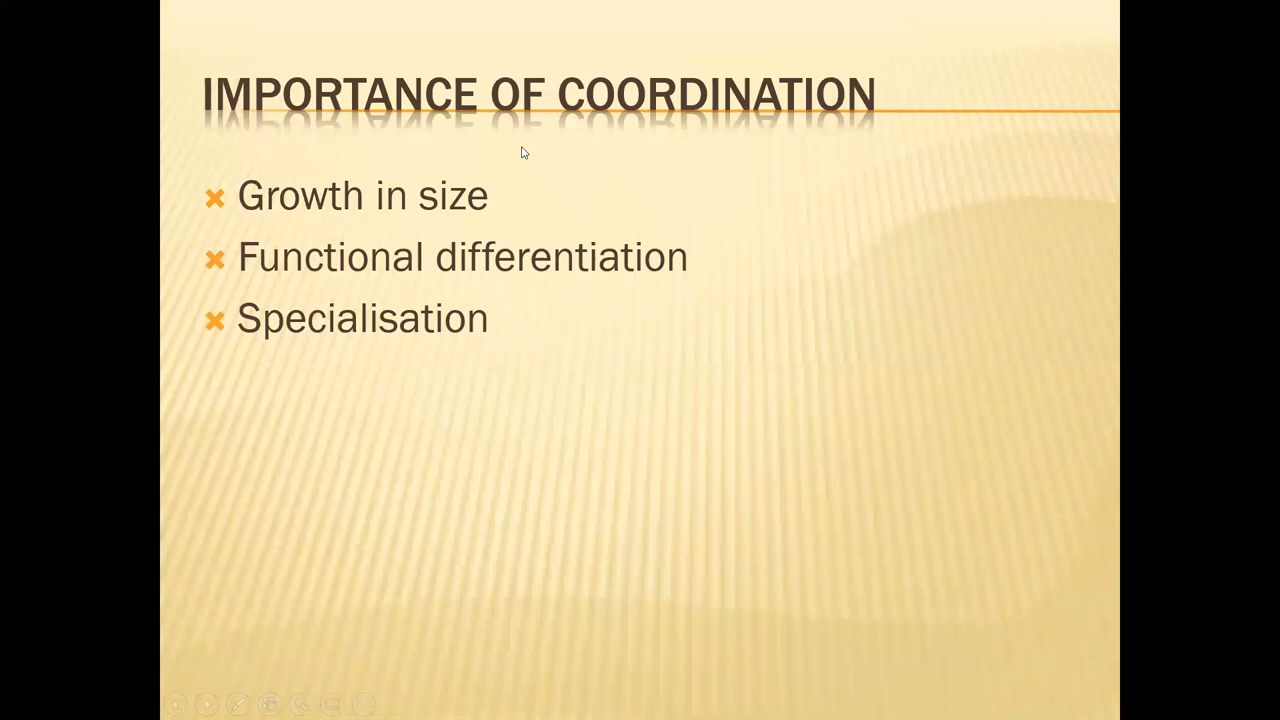 IMPORTANCE OF COORDINATION
Growth in size
Functional differentiation
Specialisation